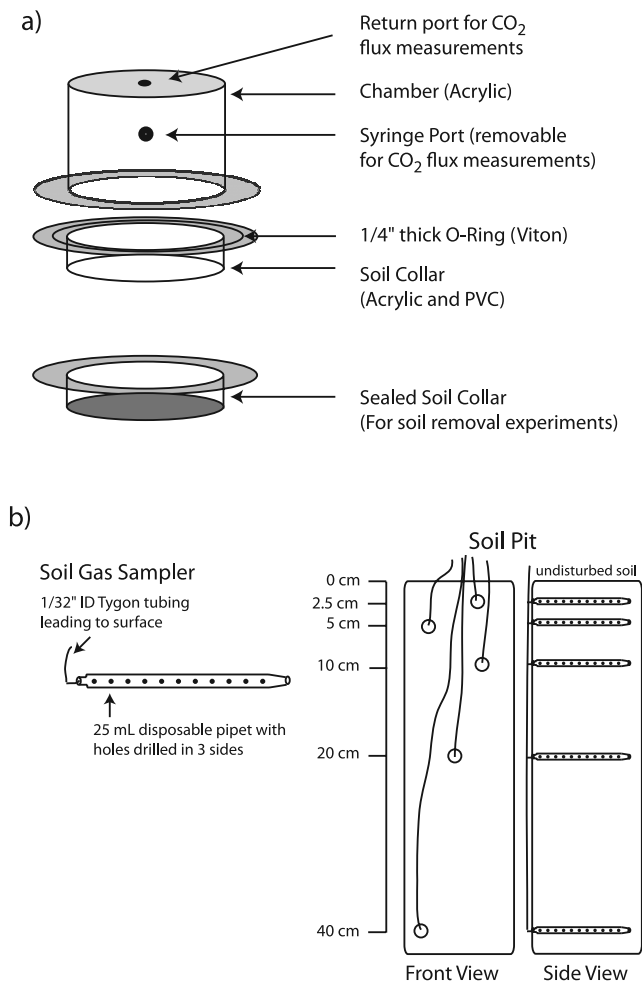 a)
Return port for CO2
flux measurements
Chamber (Acrylic)
Syringe Port (removable
for CO2 flux measurements)
1/4" thick O-Ring (Viton)
Soil Collar
(Acrylic and PVC)
Sealed Soil Collar
(For soil removal experiments)
b)
Soil Gas Sampler
1/32" ID Tygon tubing
leading to surface
25 mL disposable pipet with
holes drilled in 3 sides
Soil Pit
undisturbed soil
0 cm
2.5 cm
5 cm
10 cm
20 cm
40 cm
Front View
Side View